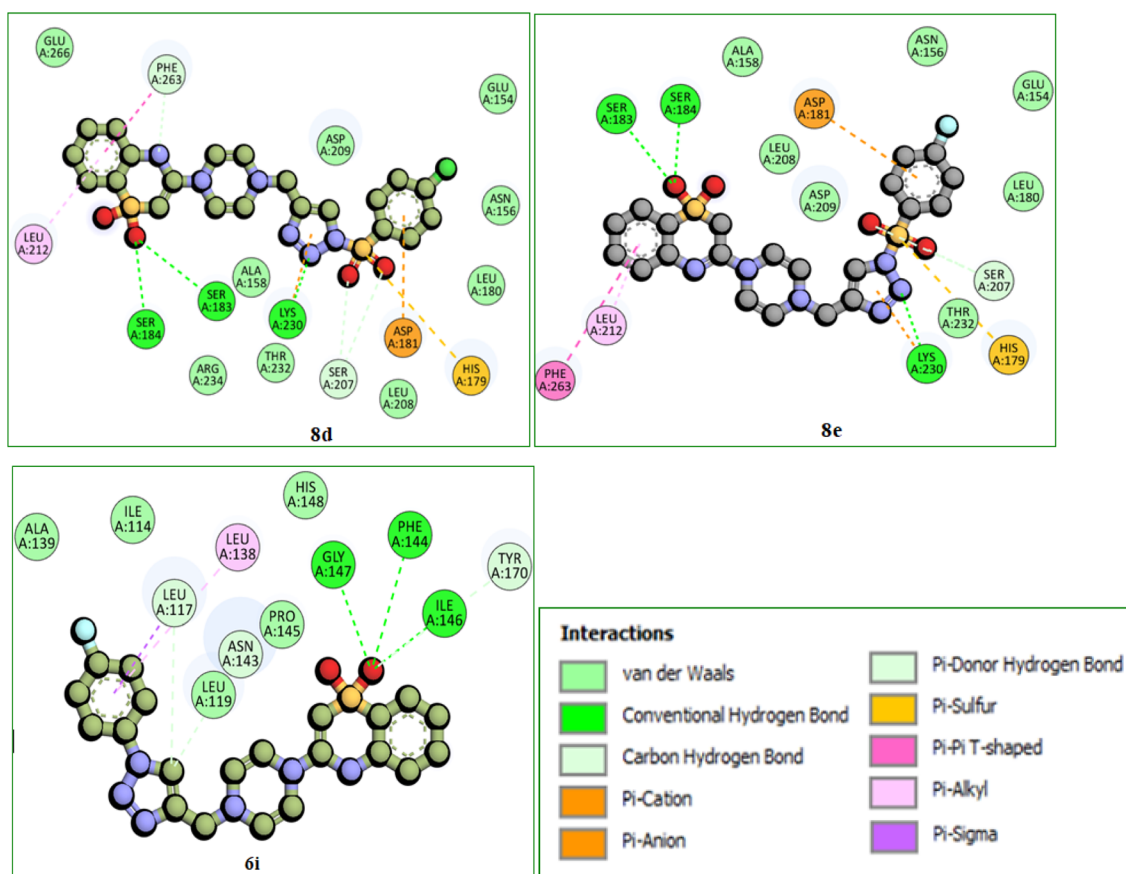 GLU
A:266
PHE
A:263
GLU
A:154
ASP
A:209
ASN
A:156
LEU
A:212
LEU
A:180
ALA
A:158
SER
A:183
LYS
A:230
SER
A:184
ASP
A:181
THR
A:232
ARG
A:234
SER
A:207
HIS
A:179
LEU
A:208
8d
ASN
A:156
ALA
A:158
GLU
A:154
SER
A:184
SER
A:183
ASP
A:181
LEU
A:208
ASP
A:209
LEU
A:180
SER
A:207
LEU
A:212
THR
A:232
HIS
A:179
LYS
A:230
PHE
A:263
8e
HIS
A:148
ILE
A:114
ALA
A:139
LEU
A:138
PHE
A:144
GLY
A:147
TYR
A:170
LEU
A:117
ILE
A:146
PRO
A:145
ASN
A:143
LEU
A:119
6i
Interactions
van der Waals
Conventional Hydrogen Bond
Carbon Hydrogen Bond
Pi-Cation
Pi-Anion
Pi-Donor Hydrogen Bond
Pi-Sulfur
Pi-Pi T-shaped
Pi-Alkyl
Pi-Sigma